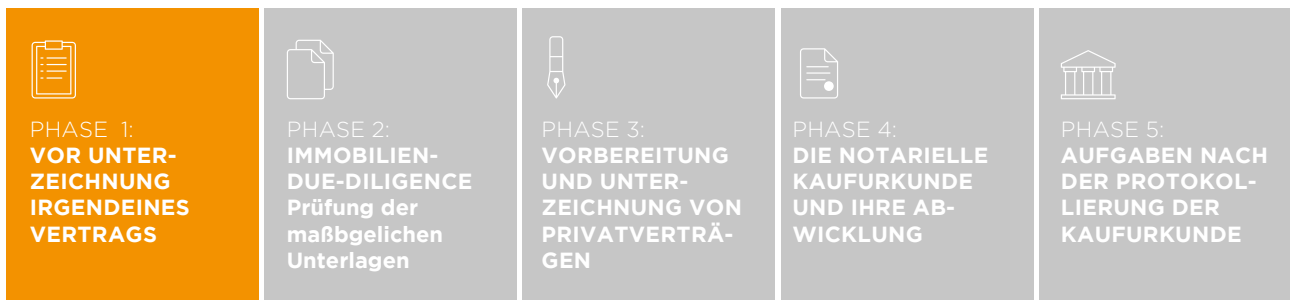 PHASE 1:
VOR UNTER-
ZEICHNUNG
IRGENDEINES
VERTRAGS
PHASE 2:
IMMOBILIEN-
DUE-DILIGENCE
Prüfung der
maßbgelichen
Unterlagen
PHASE 3:
VORBEREITUNG
UND UNTER-
ZEICHNUNG VON
PRIVATVERTRÄ-
GEN
PHASE 4:
DIE NOTARIELLE
KAUFURKUNDE
UND IHRE AB-
WICKLUNG
PHASE 5:
AUFGABEN NACH
DER PROTOKOL-
LIERUNG DER
KAUFURKUNDE